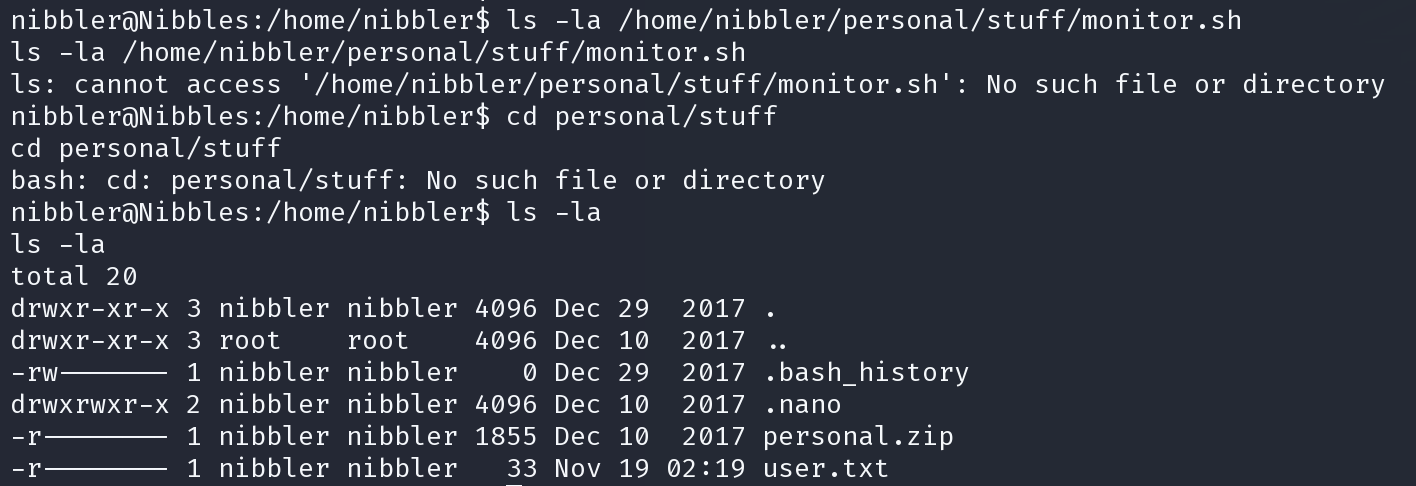 nibbler@Nibbles:/home/nibbler$ ls -la /home/nibbler/personal/stuff/monitor.sh
ls -la /home/nibbler/personal/stuff/monitor.sh
ls: cannot access '/home/nibbler/personal/stuff/monitor.sh': No such file or directory
nibbler@Nibbles:/home/nibbler$ cd personal/stuff
cd personal/stuff
bash: cd: personal/stuff: No such file or directory
nibbler@Nibbles:/home/nibbler$ ls -la
ls -la
total 20
drwxr-xr-x 3 nibbler nibbler 4096 Dec 29  2017 .
drwxr-xr-x 3 root    root    4096 Dec 10  2017 ..
-rw------- 1 nibbler nibbler    0 Dec 29  2017 .bash_history
drwxrwxr-x 2 nibbler nibbler 4096 Dec 10  2017 .nano
-r-------- 1 nibbler nibbler 1855 Dec 10  2017 personal.zip
-r-------- 1 nibbler nibbler   33 Nov 19 02:19 user.txt